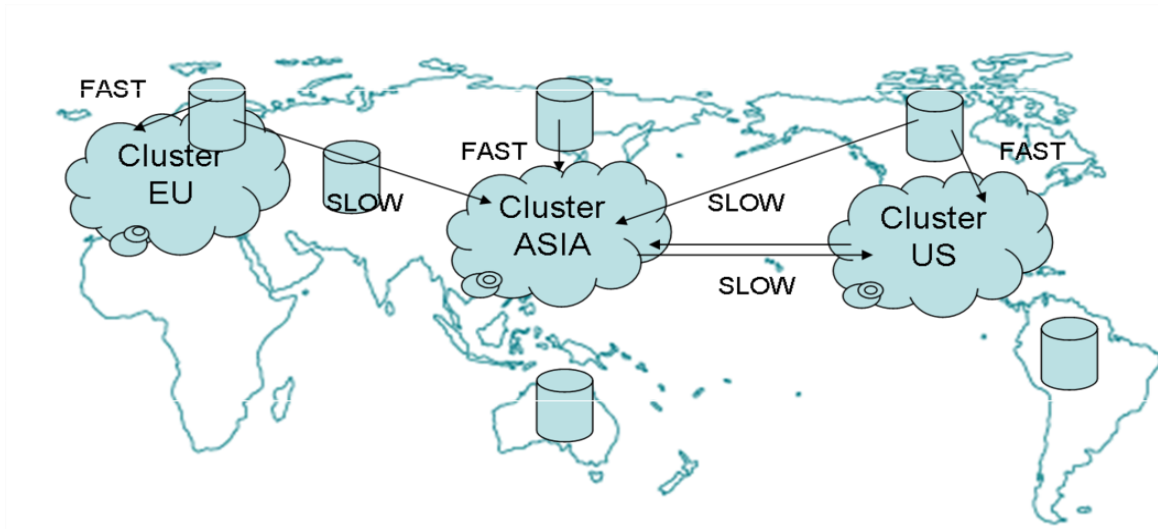 FAST
Cluster
EU
SLOW
FAST
Cluster
ASIA
SLOW
SLOW
FAST
Cluster
US